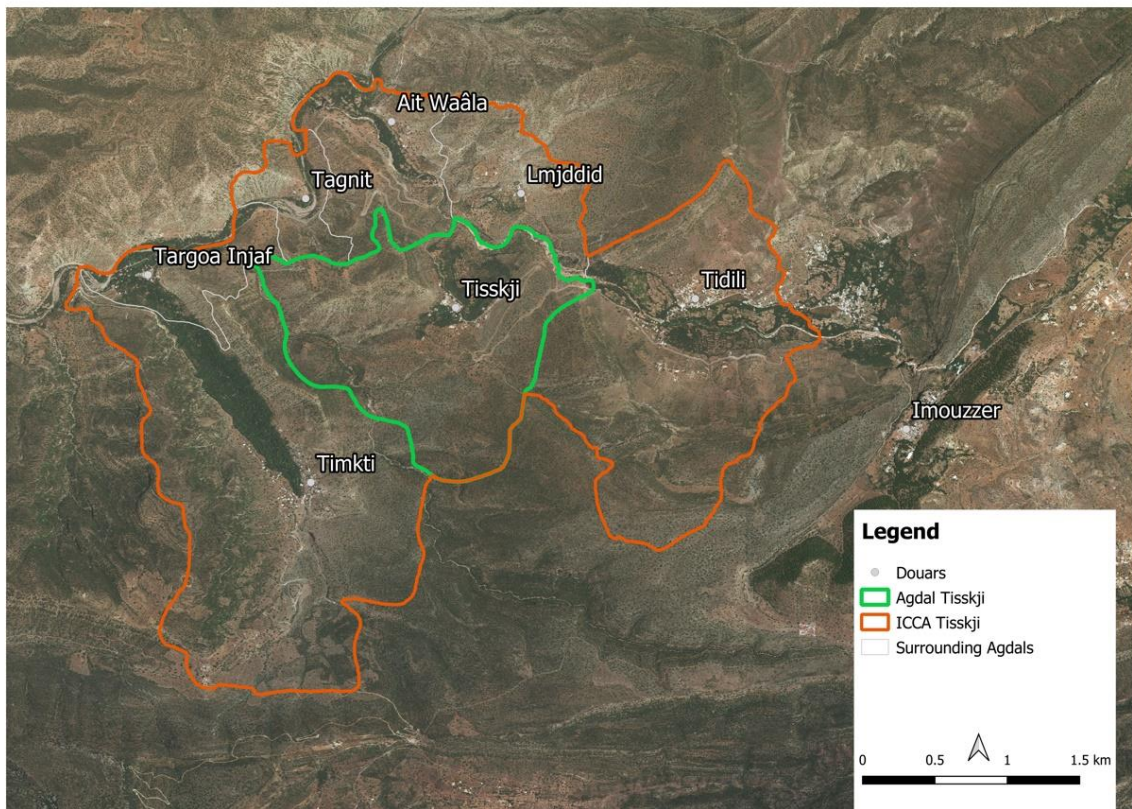 Ait Waâla
Lmjddid
Tagnit
Targoa Injaf
Tisskji
Tidili
Imouzzer
Timkti
Legend
Douars
Agdal Tisskji
ICCA Tisskji
Surrounding Agdals
0 0.5 1 1.5 km